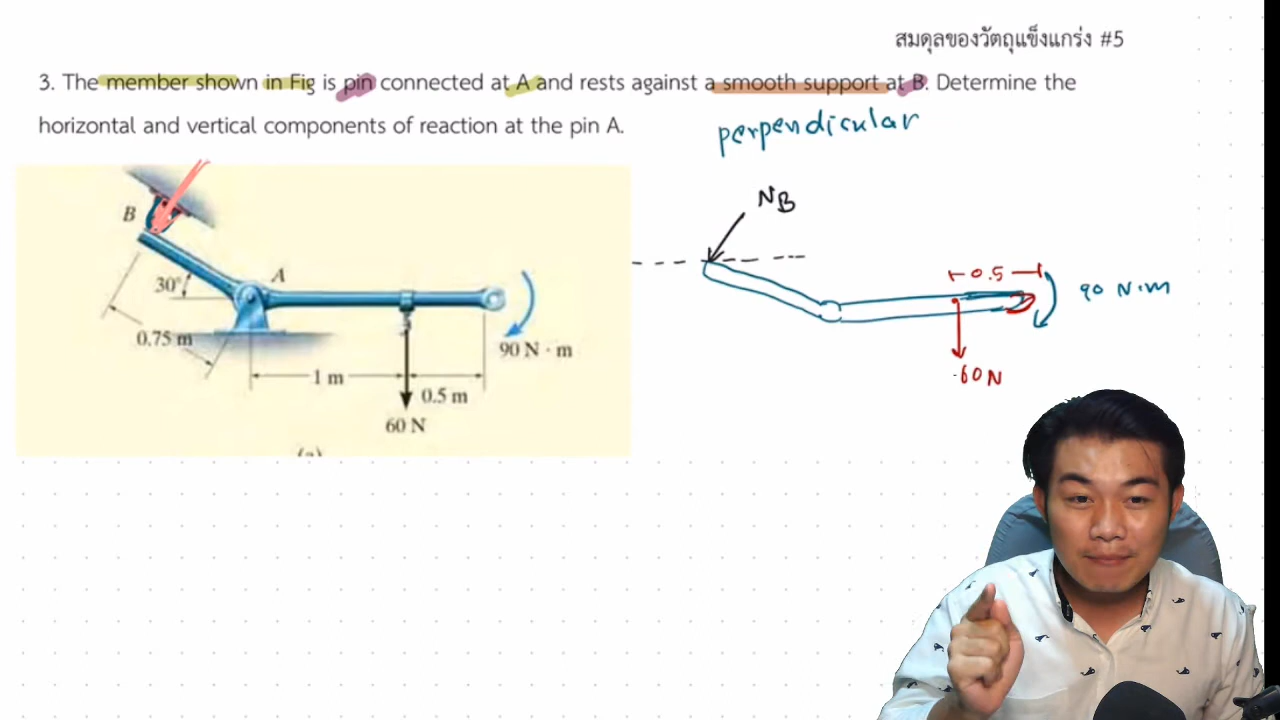 สมดุลของวัตถุแข็งเกร่ง #5
3. The member shown in Fig is pin connected at A and rests against a smooth support at B. Determine the
horizontal and vertical components of reaction at the pin A.
perpendicular
B
A
30°
0.75 m
1 m
0.5 m
60 N
90 N · m
NB
0.5
90 N.m
60N